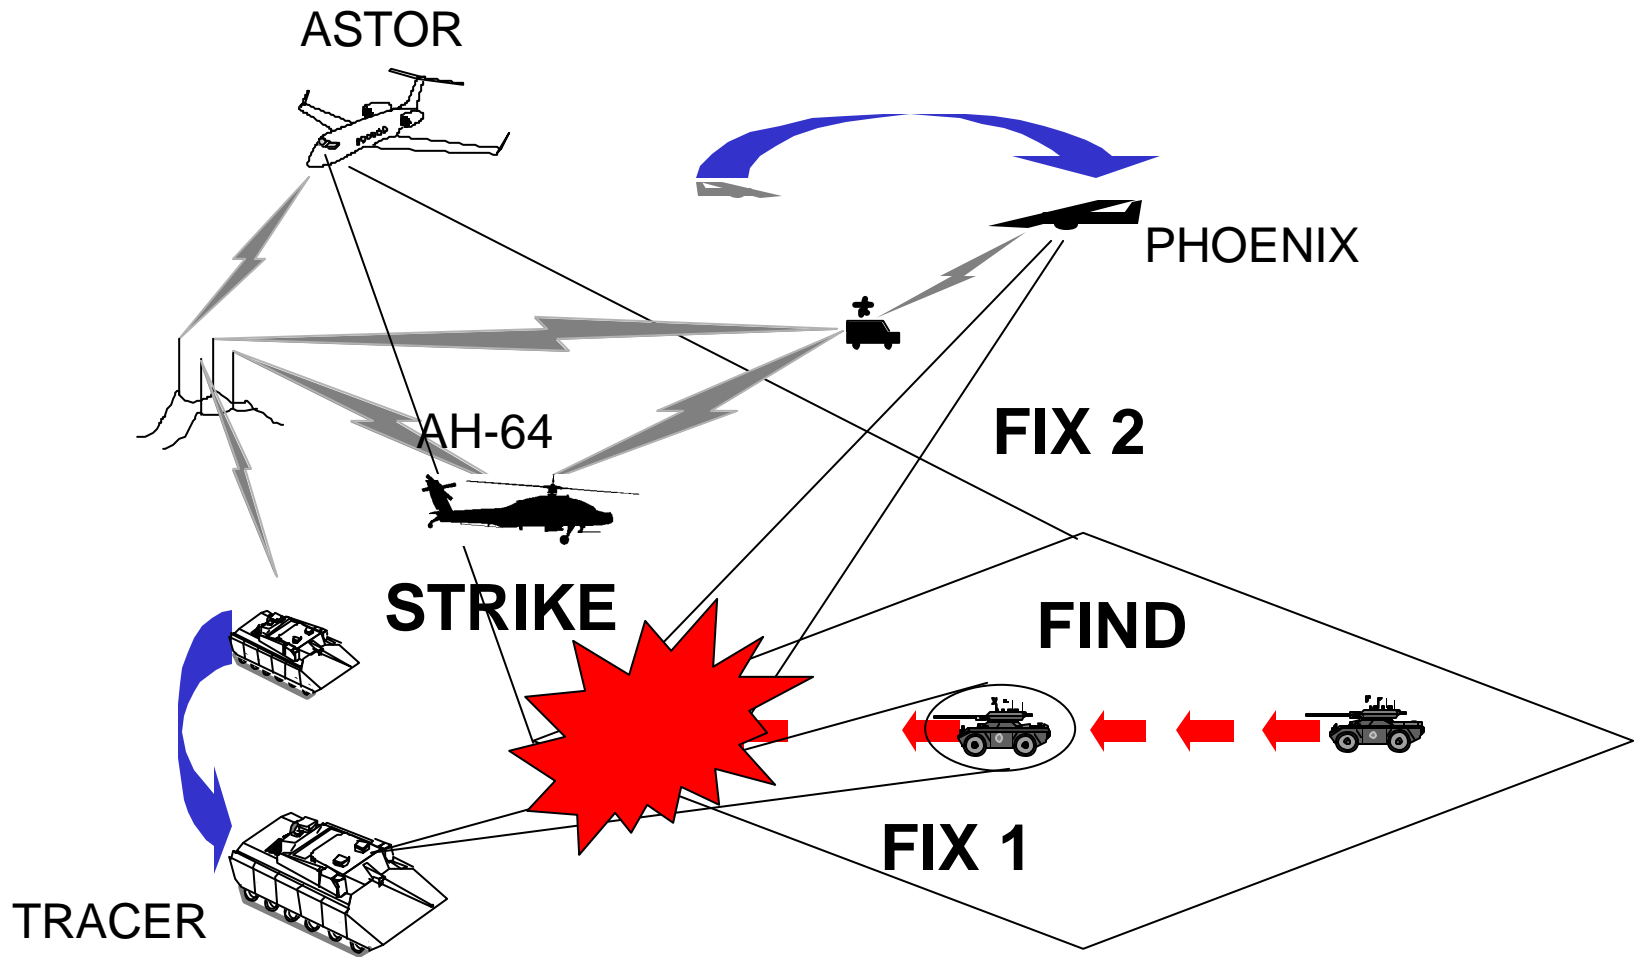 ASTOR
PHOENIX
AH-64
FIX 2
STRIKE
FIND
FIX 1
TRACER